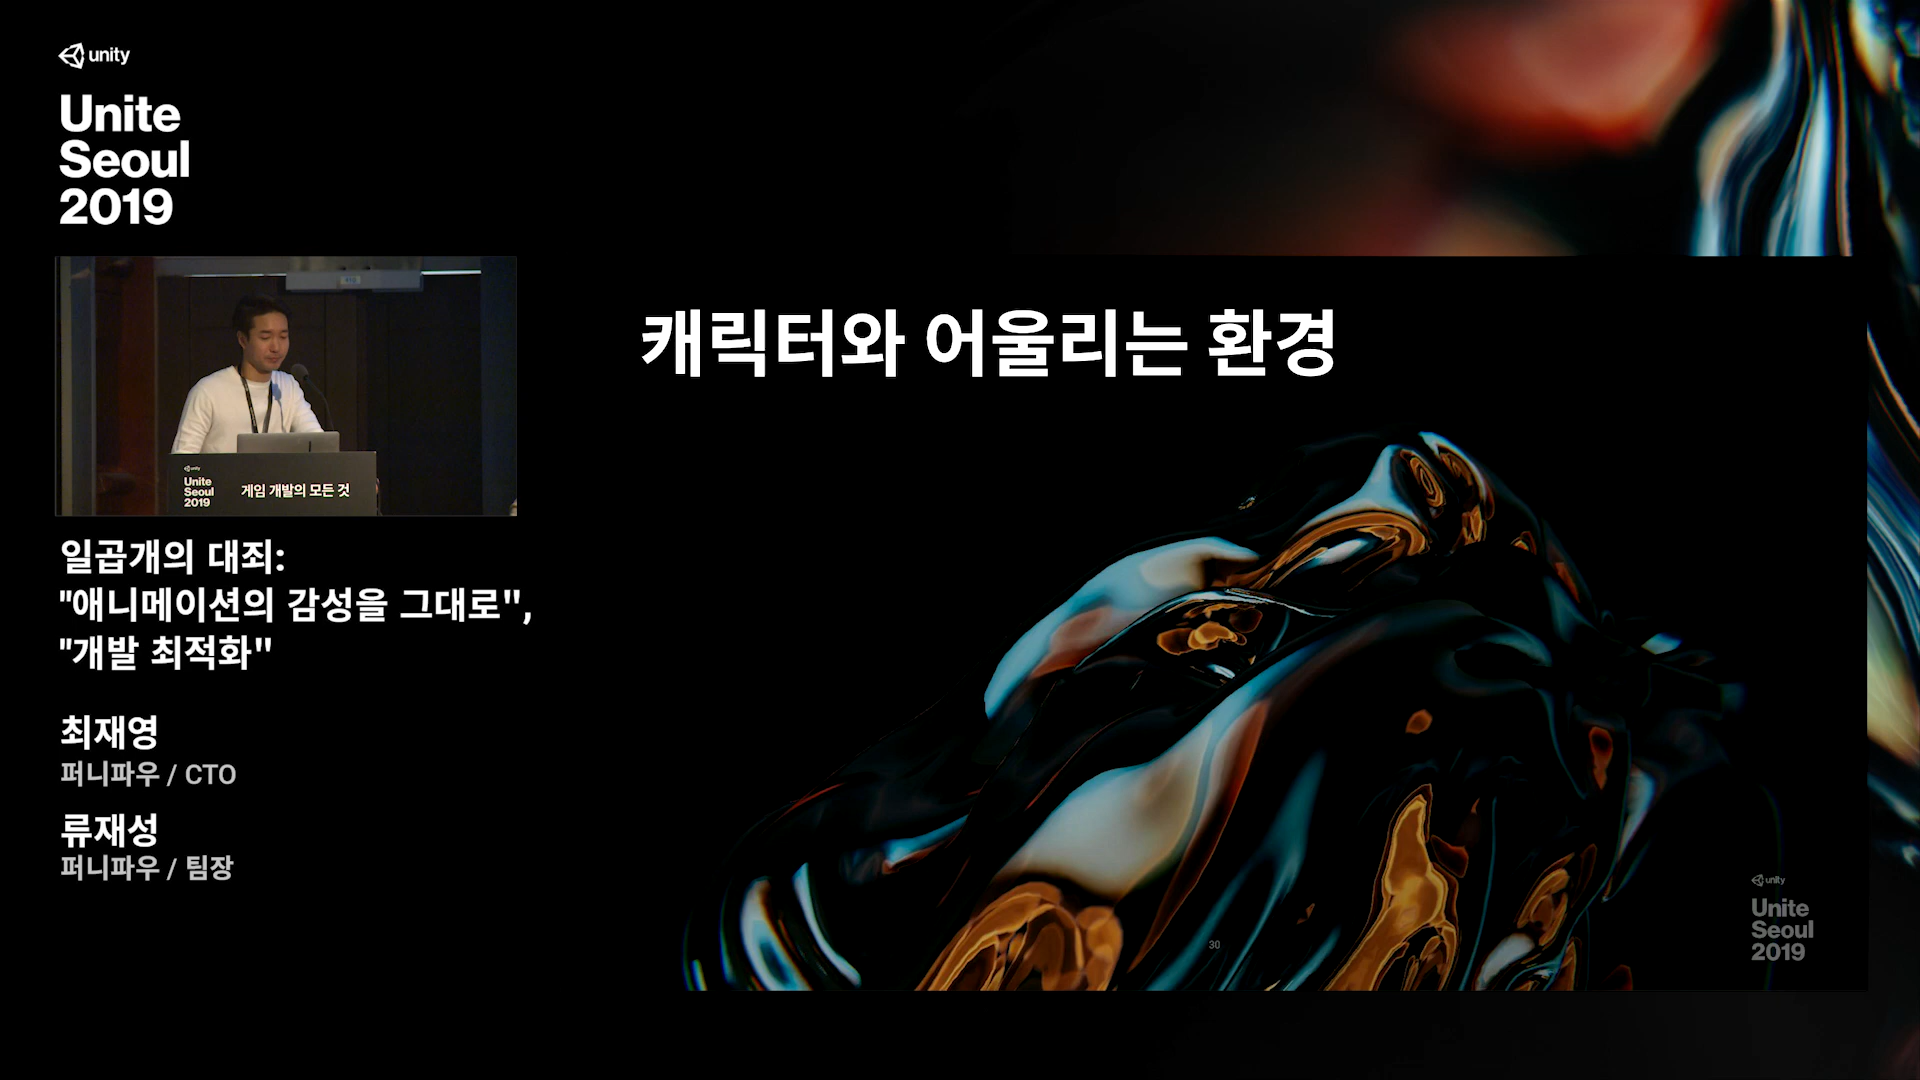 unity
Unite
Seoul
2019
unity
Unite
Seoul
2019
게임 개발의 모든 것
일곱개의 대죄:
"애니메이션의 감성을 그대로",
"개발 최적화"
최재영
퍼니파우 / CTO
류재성
퍼니파우 / 팀장
캐릭터와 어울리는 환경
30
unity
Unite
Seoul
2019